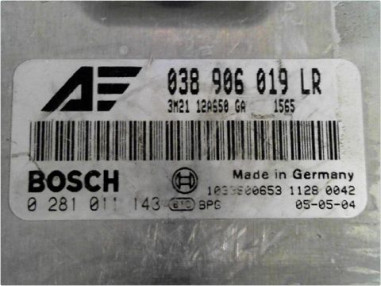 038 906 019 LR
3M21 12A650 GA 1565
BOSCH
Made in Germany
1128 0042
0 281 011 143 BPG 05-05-04